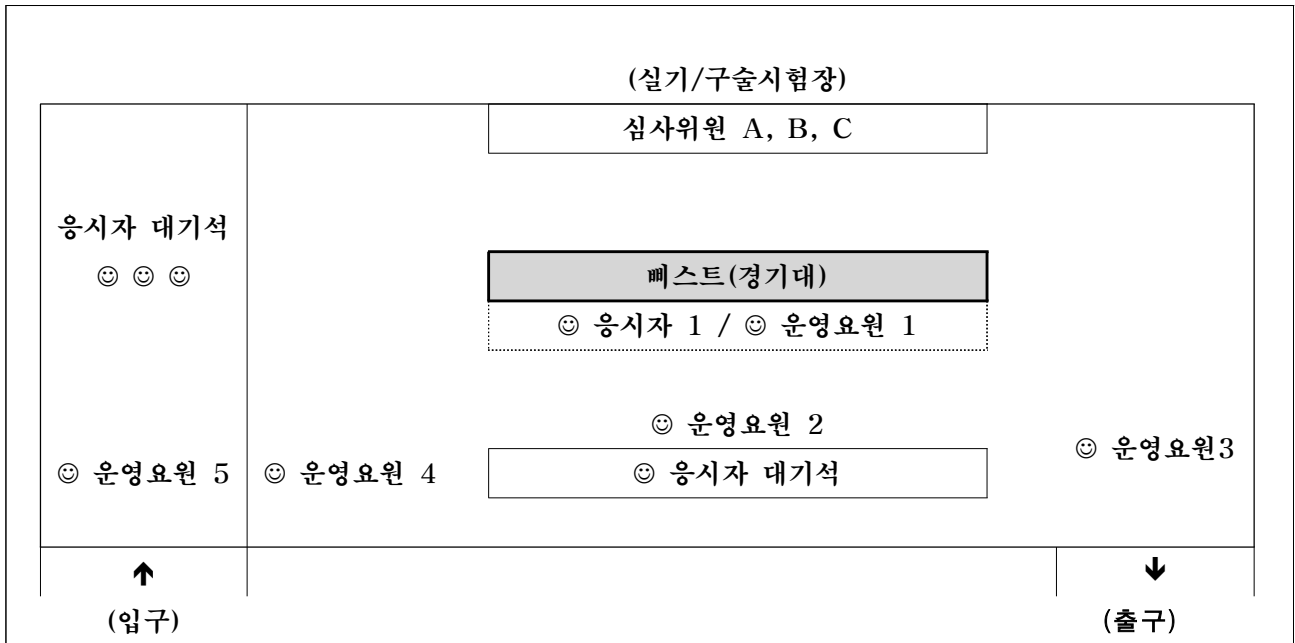 (실기/구술시험장)
심사위원 A, B, C
응시자 대기석
☺ ☺ ☺
삐스트(경기대)
☺ 응시자 1 / ☺ 운영요원 1
☺ 운영요원 2
☺ 운영요원3
☺ 운영요원 5
☺ 운영요원 4
☺ 응시자 대기석
↑
↓
(입구)
(출구)